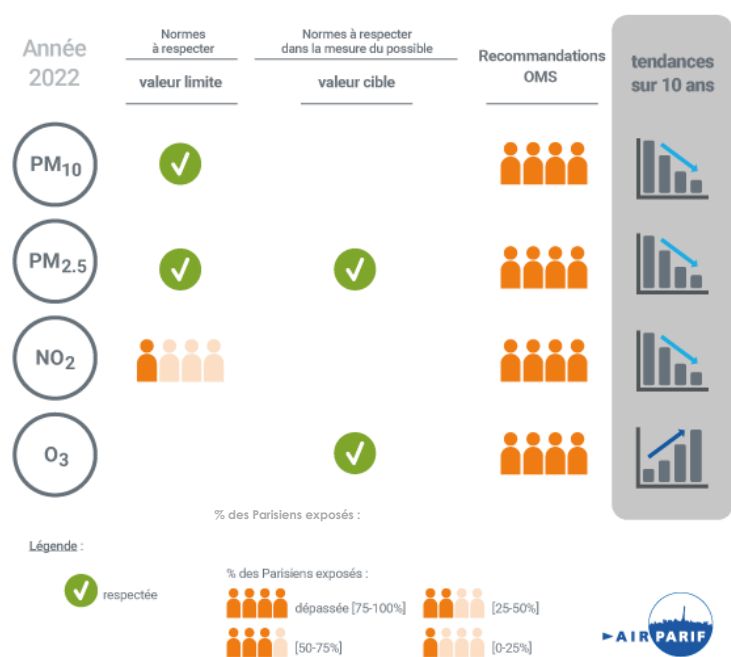 Année
2022
Normes
à respecter
valeur limite
Normes à respecter
dans la mesure du possible
valeur cible
Recommandations
OMS
tendances
sur 10 ans
PM10
PM2.5
NO2
O3
% des Parisiens exposés :
Légende :
respectée
% des Parisiens exposés :
dépassée [75-100%]
[25-50%]
[50-75%]
[0-25%]
AIRPARIF